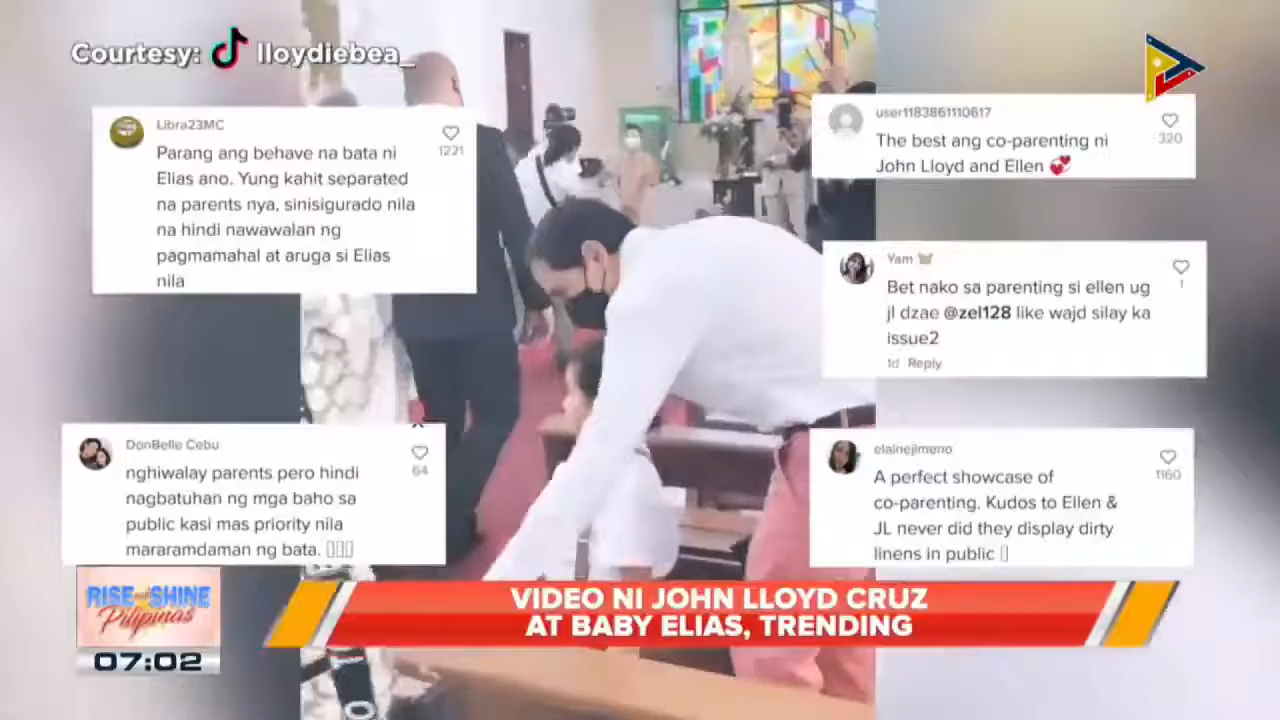 Courtesy: lloydiebea_
Libra23MC
1221
Parang ang behave na bata ni
Elias ano. Yung kahit separated
na parents nya, sinisigurado nila
na hindi nawawalan ng
pagmamahal at aruga si Elias
nila
user1183861110617
320
The best ang co-parenting ni
John Lloyd and Ellen 💞
Yam
1
Bet nako sa parenting si ellen ug
jl dzae @zel128 like wajd silay ka
issue2
1d Reply
DonBelle Cebu
64
nghiwalay parents pero hindi
nagbatuhan ng mga baho sa
public kasi mas priority nila
mararamdaman ng bata.
elainejimeno
1160
A perfect showcase of
co-parenting. Kudos to Ellen &
JL never did they display dirty
linens in public
RISE AND SHINE
Pilipinas
07:02
VIDEO NI JOHN LLOYD CRUZ
AT BABY ELIAS, TRENDING